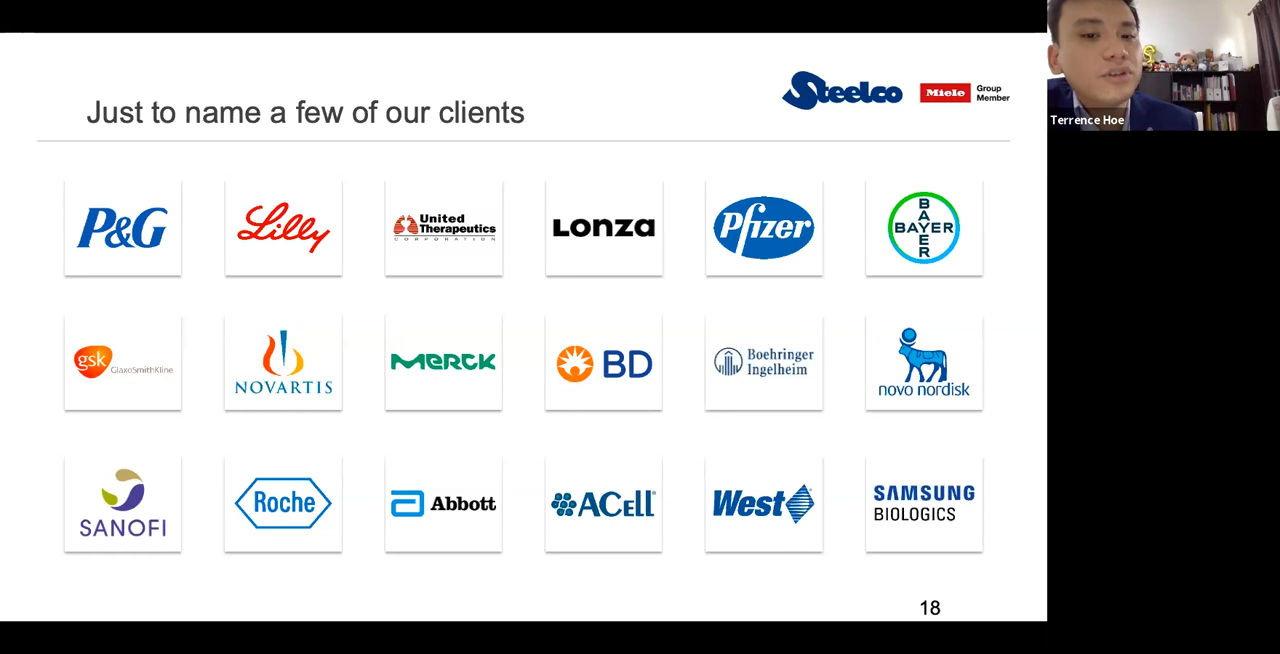 Just to name a few of our clients
Steelco
Miele
Group
Member
Terrence Hoe
P&G
Lilly
United
Therapeutics
CORPORATION
Lonza
Pfizer
BAYER
BAYER
gsk
GlaxoSmithKline
NOVARTIS
MERCK
BD
Boehringer
Ingelheim
novo nordisk
SANOFI
Roche
Abbott
ACELL
West
SAMSUNG
BIOLOGICS
18